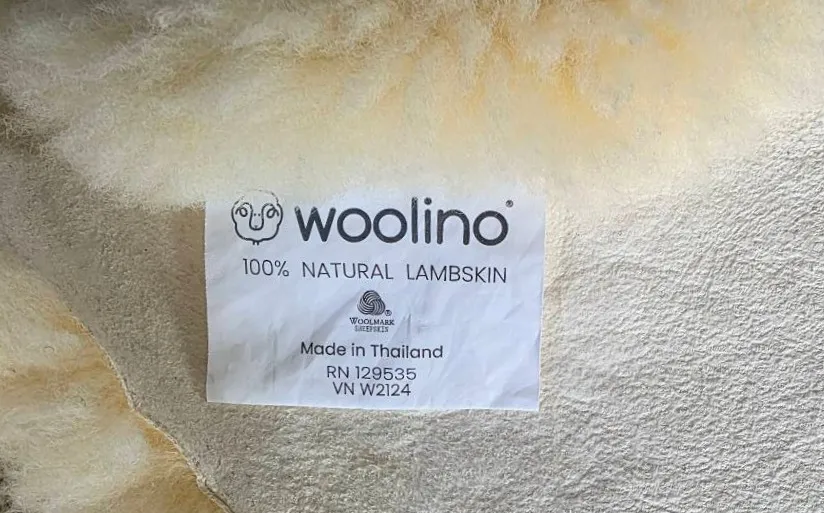 woolino®
100% NATURAL LAMBSKIN
WOOLMARK®
SHEEPSKIN
Made in Thailand
RN 129535
VN W2124